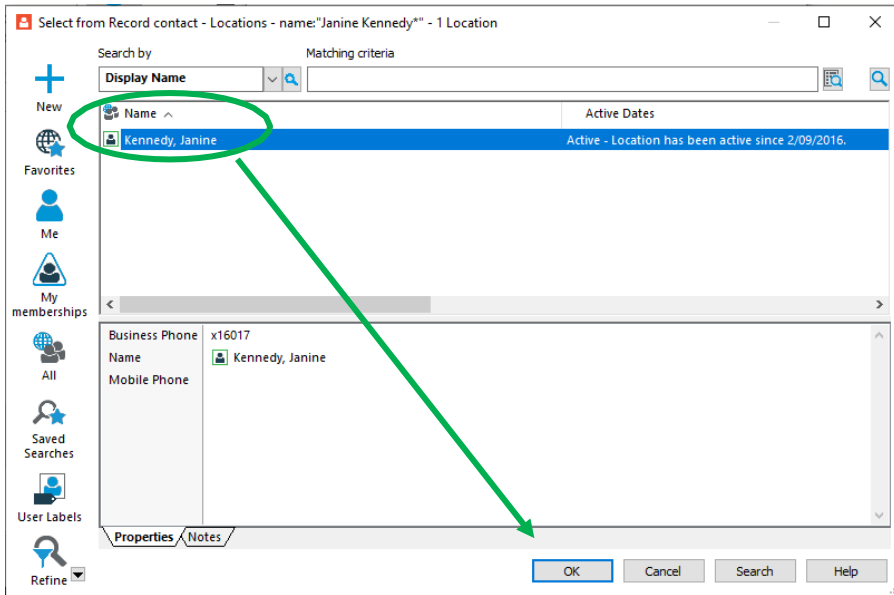 Select from Record contact - Locations - name:"Janine Kennedy*" - 1 Location
Search by
Matching criteria
Display Name
New
Favorites
Me
My
memberships
All
Saved
Searches
User Labels
Refine
Name
Active Dates
Kennedy, Janine
Active - Location has been active since 2/09/2016.
Business Phone x16017
Name Kennedy, Janine
Mobile Phone
Properties Notes
OK Cancel Search Help